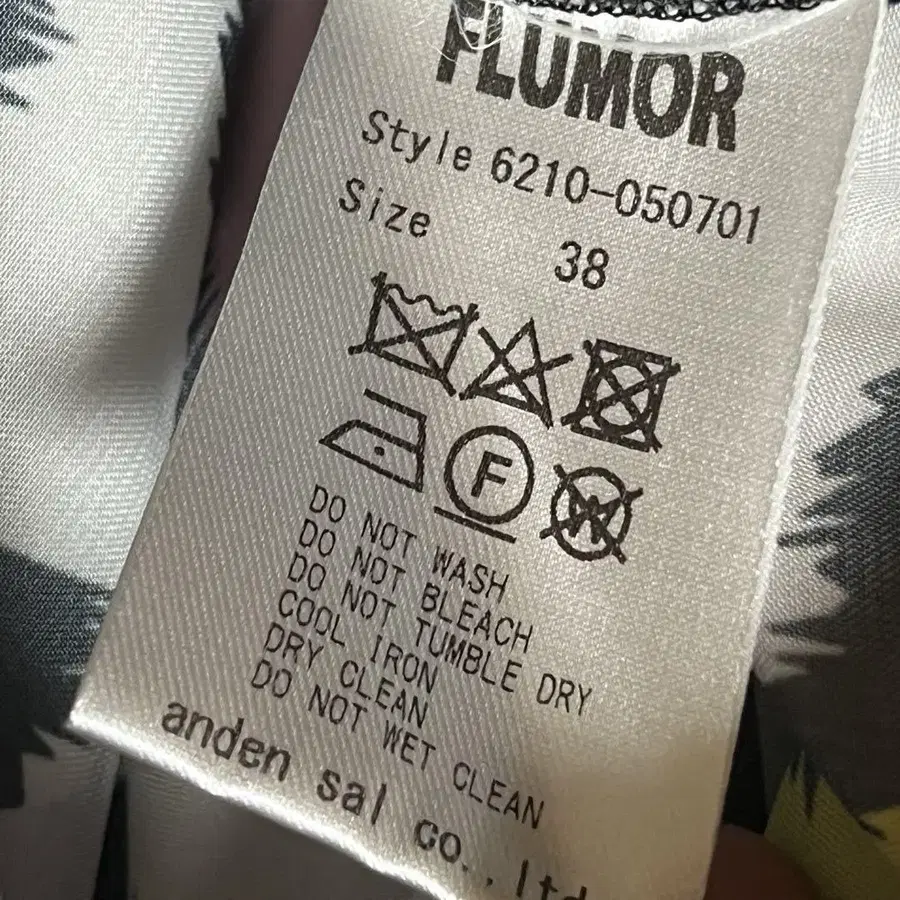 FLUMOR
Style 6210-050701
Size 38
F
W
DO NOT WASH
DO NOT BLEACH
DO NOT TUMBLE DRY
COOL IRON
DRY CLEAN
DO NOT WET CLEAN
anden sal co.,ltd